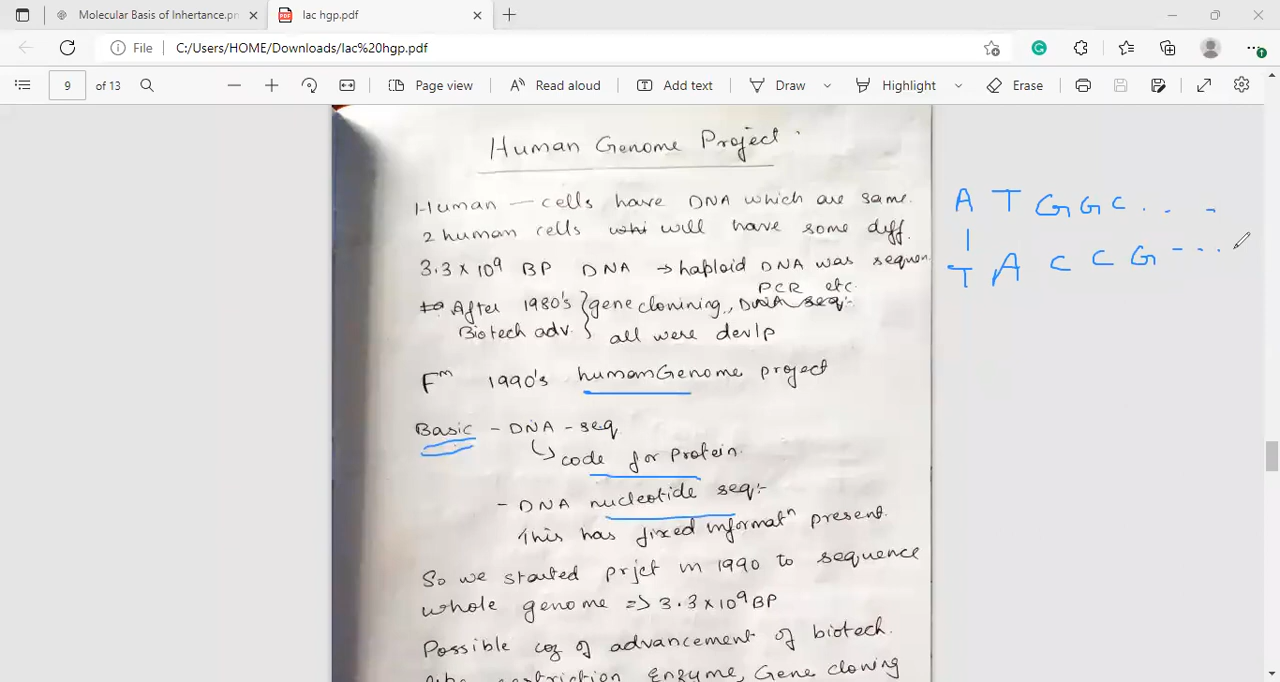 Molecular Basis of Inhertance.pr
lac hgp.pdf
File
C:/Users/HOME/Downloads/lac%20hgp.pdf
9 of 13
Page view
Read aloud
Add text
Draw
Highlight
Erase
Human Genome Project
Human — cells have DNA which are same.
2 human cells will have some diff.
3.3 x 10⁹ BP DNA → haploid DNA was sequen
PCR etc.
After 1980's } gene clonining, DNA seq:-
Biotech adv. } all were devlp
Fm 1990's humanGenome project
Basic - DNA - seq
↳ code for Protein.
- DNA nucleotide seq:-
This has fixed informatn present.
So we started prjct in 1990 to sequence
whole genome => 3.3 x 10⁹ BP
Possible coz of advancement of biotech.
restriction Enzyme, Gene cloning
A T G G C . . . -
|
T A C C G - - . .